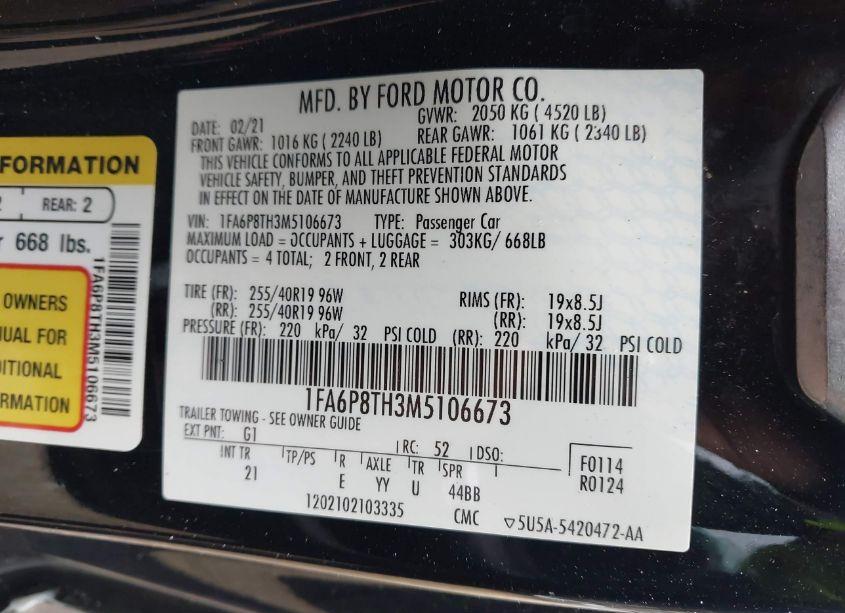 MFD. BY FORD MOTOR CO.
DATE: 02/21 GVWR: 2050 KG ( 4520 LB)
FRONT GAWR: 1016 KG ( 2240 LB) REAR GAWR: 1061 KG ( 2340 LB)
THIS VEHICLE CONFORMS TO ALL APPLICABLE FEDERAL MOTOR
VEHICLE SAFETY, BUMPER, AND THEFT PREVENTION STANDARDS
IN EFFECT ON THE DATE OF MANUFACTURE SHOWN ABOVE.
VIN: 1FA6P8TH3M5106673 TYPE: Passenger Car
MAXIMUM LOAD = OCCUPANTS + LUGGAGE = 303KG/ 668LB
OCCUPANTS = 4 TOTAL; 2 FRONT, 2 REAR
TIRE (FR): 255/40R19 96W RIMS (FR): 19x8.5J
(RR): 255/40R19 96W (RR): 19x8.5J
PRESSURE (FR): 220 kPa/ 32 PSI COLD (RR): 220 kPa/ 32 PSI COLD
1FA6P8TH3M5106673
TRAILER TOWING - SEE OWNER GUIDE
EXT PNT: G1 RC: 52 DSO:
INT TR TP/PS R AXLE TR SPR
21 E YY U 44BB
F0114
R0124
1202102103335 CMC ▽5U5A-5420472-AA
FORMATION
2 REAR: 2
668 lbs.
OWNERS
FOR
FORMATION
1FA6P8TH3M5106673